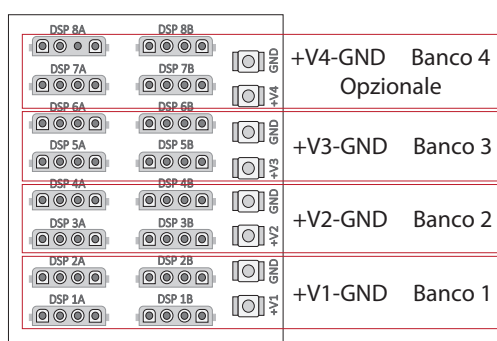 DSP 8A DSP 8B
GND
+V4-GND Banco 4
Opzionale
DSP 7A DSP 7B
+V4
DSP 6A DSP 6B
GND
+V3-GND Banco 3
DSP 5A DSP 5B
+V3
DSP 4A DSP 4B
GND
+V2-GND Banco 2
DSP 3A DSP 3B
+V2
DSP 2A DSP 2B
GND
+V1-GND Banco 1
DSP 1A DSP 1B
+V1